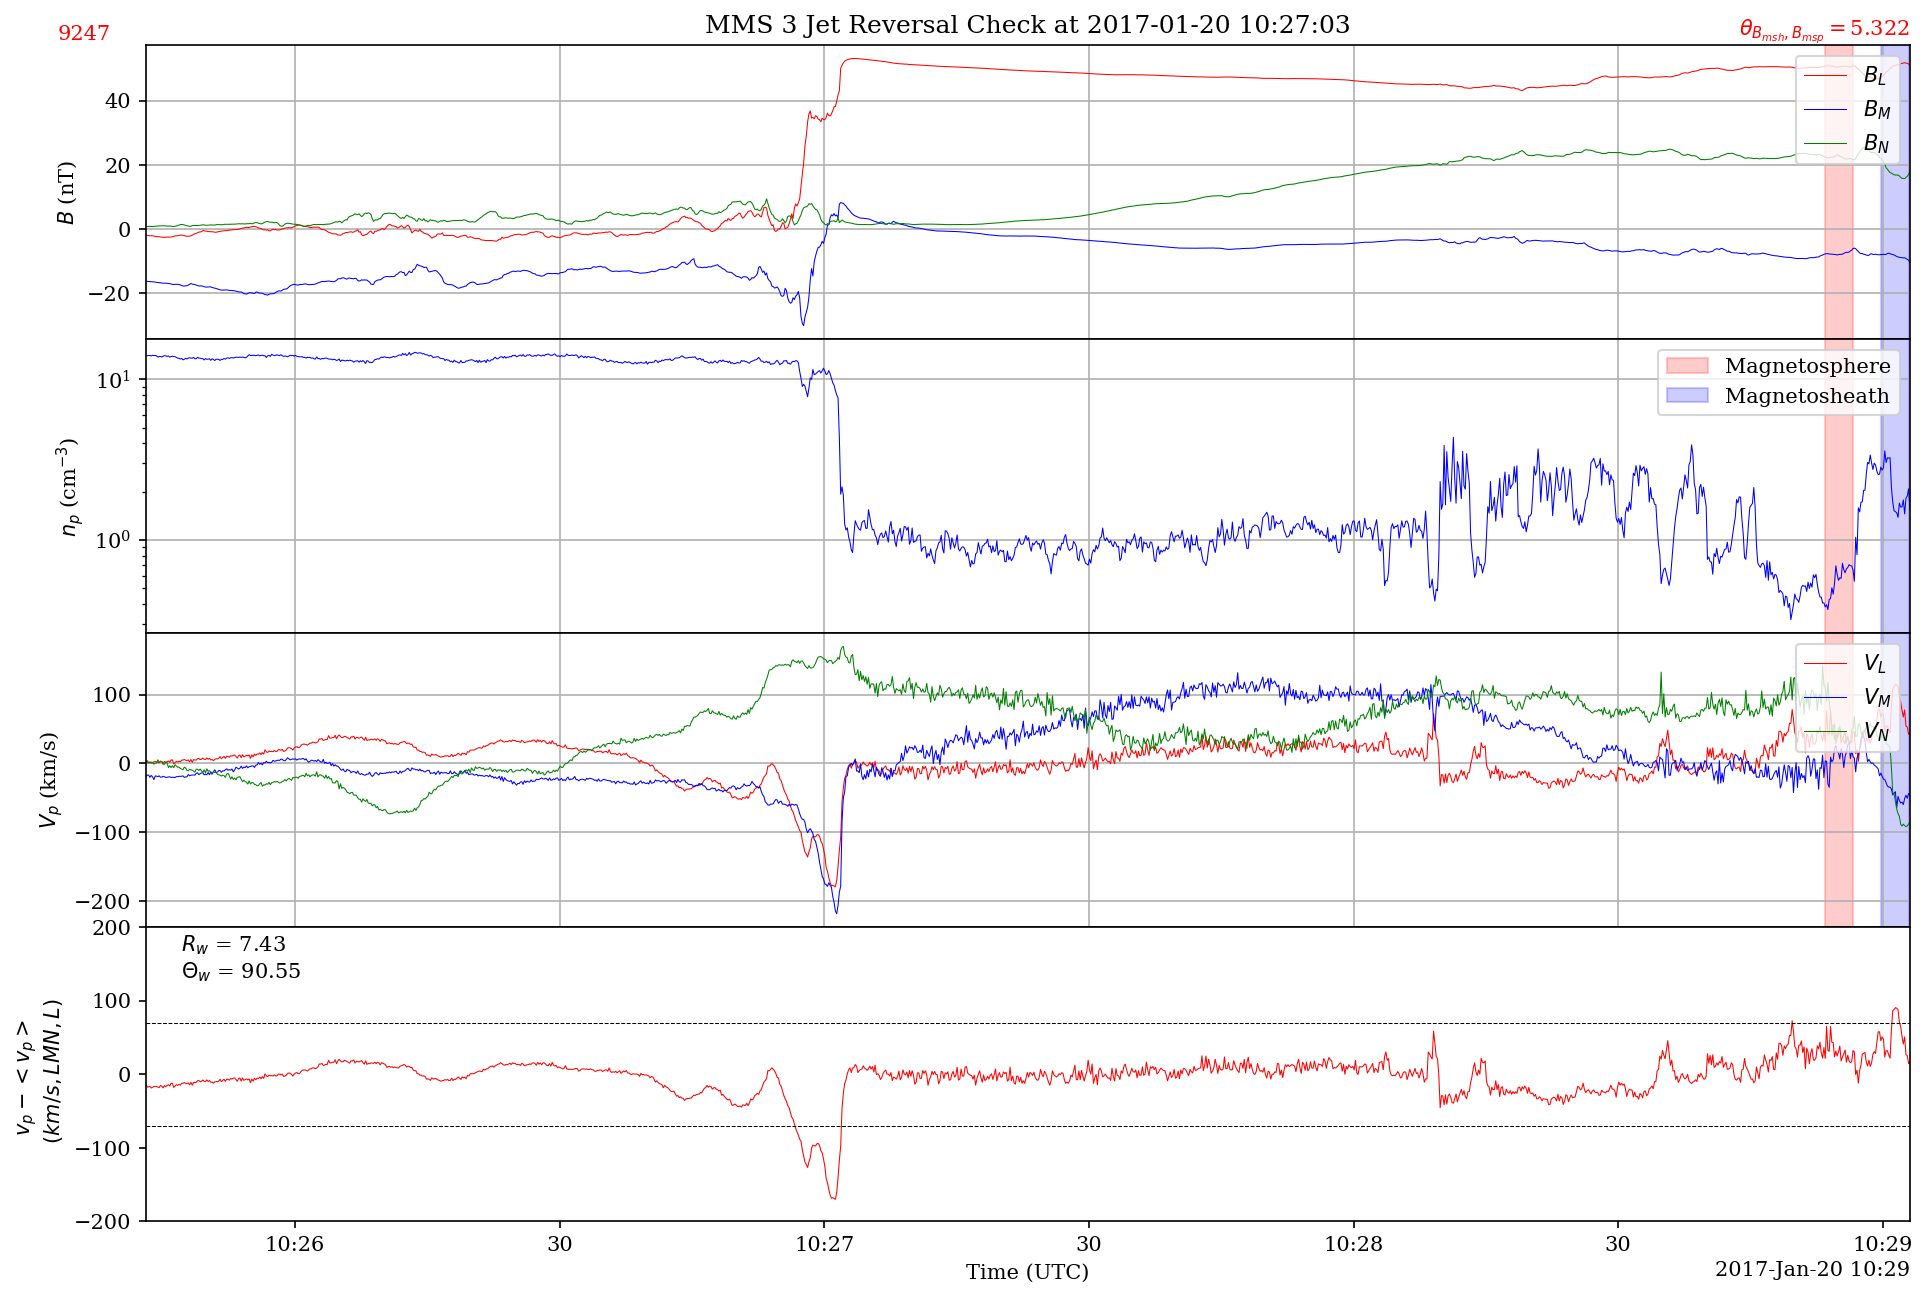 9247
MMS 3 Jet Reversal Check at 2017-01-20 10:27:03
θ_{B_{msh}, B_{msp}} = 5.322
B (nT)
40
20
0
−20
B_L
B_M
B_N
n_p (cm^{−3})
10^1
10^0
Magnetosphere
Magnetosheath
V_p (km/s)
100
0
−100
−200
V_L
V_M
V_N
v_p − < v_p >
(km/s, LMN, L)
200
100
0
−100
−200
R_w = 7.43
Θ_w = 90.55
10:26
30
10:27
30
10:28
30
10:29
Time (UTC)
2017-Jan-20 10:29